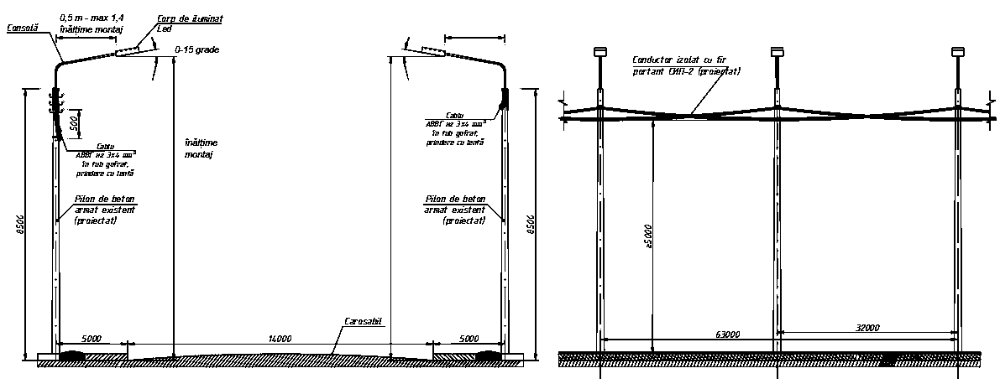 0,5 m - max 1,4
înălțime montaj
Consolă
Corp de iluminat
Led
0-15 grade
500
Cablu
АВВГ нг 3x4 mm²
în tub gofrat,
prindere cu lentă
înălțime
montaj
Pilon de beton
armat existent
(proiectat)
8500
5000
14000
5000
Carosabil
Cablu
АВВГ нг 3x4 mm²
în tub gofrat,
prindere cu lentă
Pilon de beton
armat existent
(proiectat)
8500
Conductor izolat cu fir
portant СИП-2 (proiectat)
≥5000
63000
32000